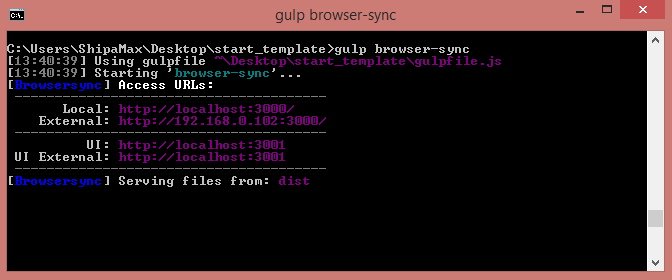 gulp browser-sync
C:\Users\ShipaMax\Desktop\start_template>gulp browser-sync
[13:40:39] Using gulpfile ~\Desktop\start_template\gulpfile.js
[13:40:39] Starting 'browser-sync'...
[Browsersync] Access URLs:
--------------------------------------
Local: http://localhost:3000/
External: http://192.168.0.102:3000/
--------------------------------------
UI: http://localhost:3001
UI External: http://localhost:3001
--------------------------------------
[Browsersync] Serving files from: dist